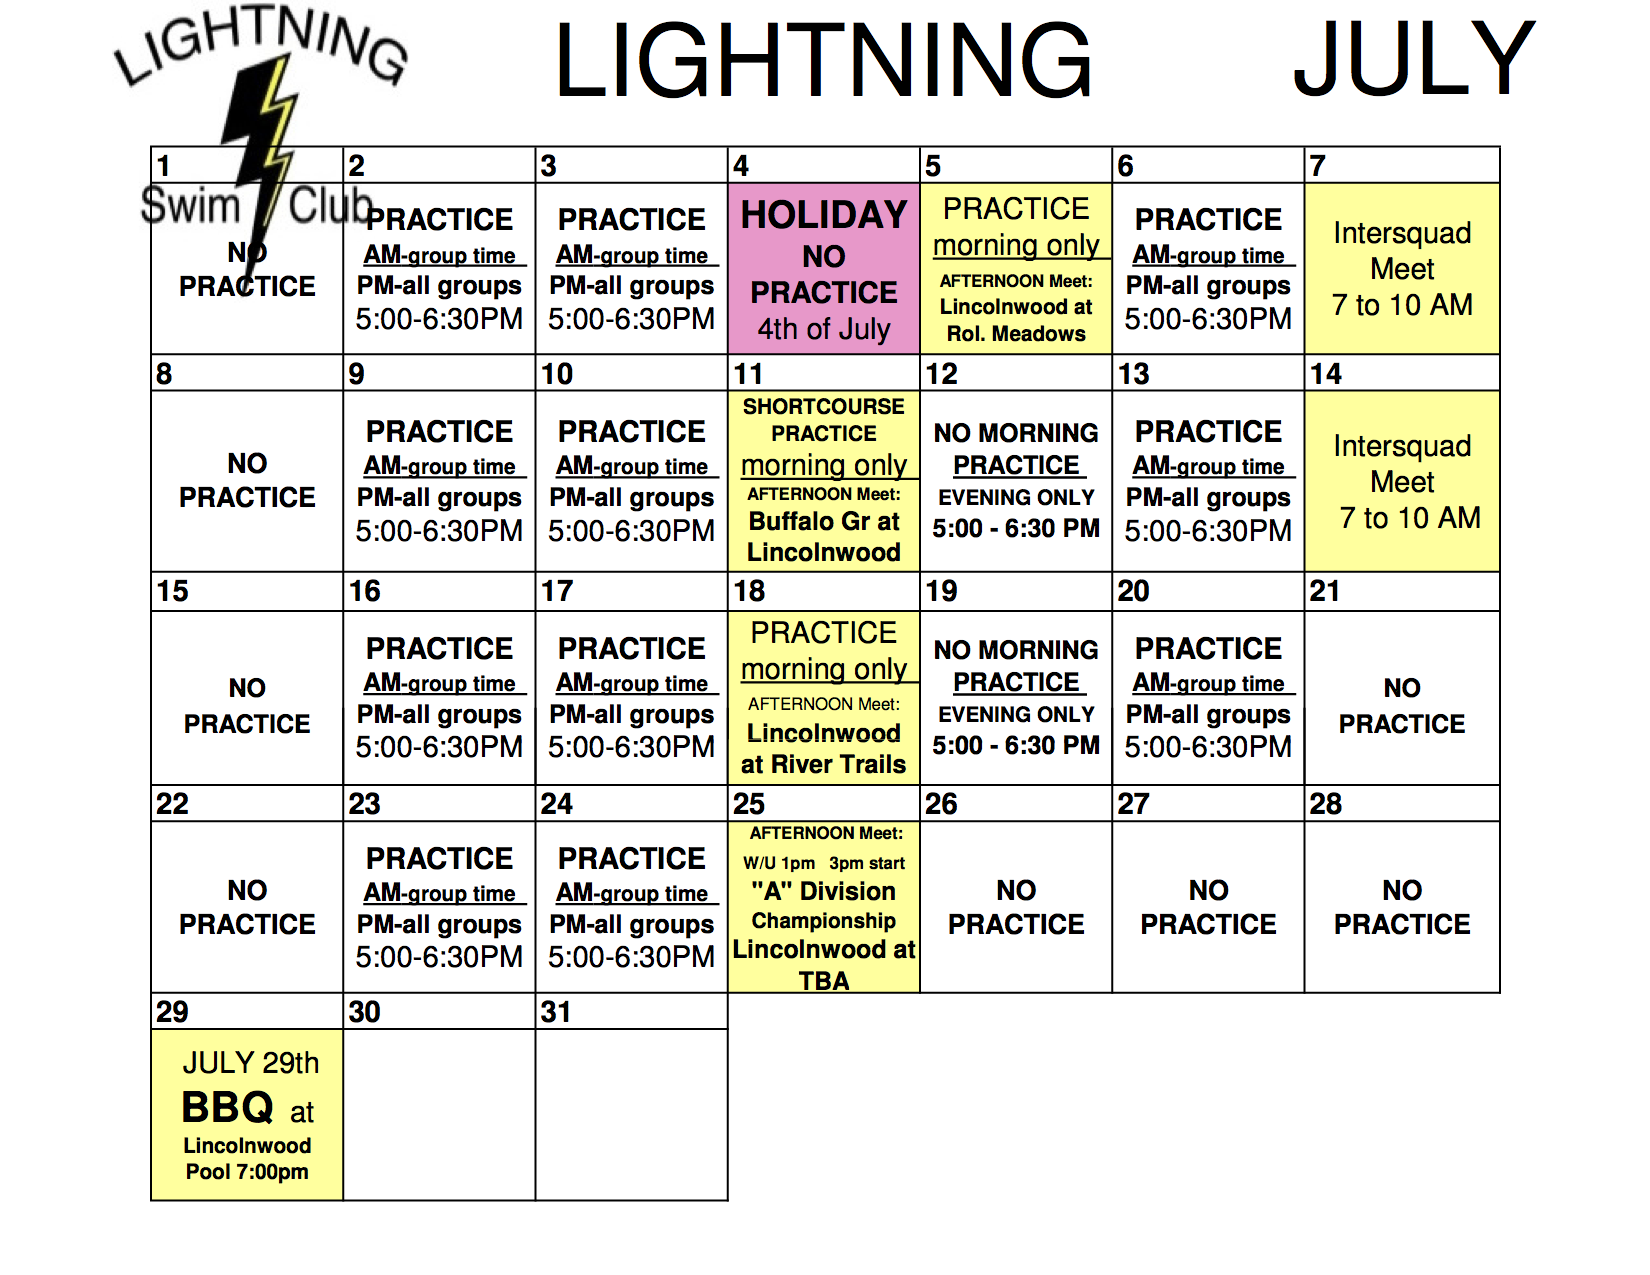 LIGHTNING
Swim Club
LIGHTNING JULY
1 2 3 4 5 6 7
NO
PRACTICE
PRACTICE
AM-group time
PM-all groups
5:00-6:30PM
PRACTICE
AM-group time
PM-all groups
5:00-6:30PM
HOLIDAY
NO
PRACTICE
4th of July
PRACTICE
morning only
AFTERNOON Meet:
Lincolnwood at
Rol. Meadows
PRACTICE
AM-group time
PM-all groups
5:00-6:30PM
Intersquad
Meet
7 to 10 AM
8 9 10 11 12 13 14
NO
PRACTICE
PRACTICE
AM-group time
PM-all groups
5:00-6:30PM
PRACTICE
AM-group time
PM-all groups
5:00-6:30PM
SHORTCOURSE
PRACTICE
morning only
AFTERNOON Meet:
Buffalo Gr at
Lincolnwood
NO MORNING
PRACTICE
EVENING ONLY
5:00 - 6:30 PM
PRACTICE
AM-group time
PM-all groups
5:00-6:30PM
Intersquad
Meet
7 to 10 AM
15 16 17 18 19 20 21
NO
PRACTICE
PRACTICE
AM-group time
PM-all groups
5:00-6:30PM
PRACTICE
AM-group time
PM-all groups
5:00-6:30PM
PRACTICE
morning only
AFTERNOON Meet:
Lincolnwood
at River Trails
NO MORNING
PRACTICE
EVENING ONLY
5:00 - 6:30 PM
PRACTICE
AM-group time
PM-all groups
5:00-6:30PM
NO
PRACTICE
22 23 24 25 26 27 28
NO
PRACTICE
PRACTICE
AM-group time
PM-all groups
5:00-6:30PM
PRACTICE
AM-group time
PM-all groups
5:00-6:30PM
AFTERNOON Meet:
W/U 1pm 3pm start
"A" Division
Championship
Lincolnwood at
TBA
NO
PRACTICE
NO
PRACTICE
NO
PRACTICE
29 30 31
JULY 29th
BBQ at
Lincolnwood
Pool 7:00pm